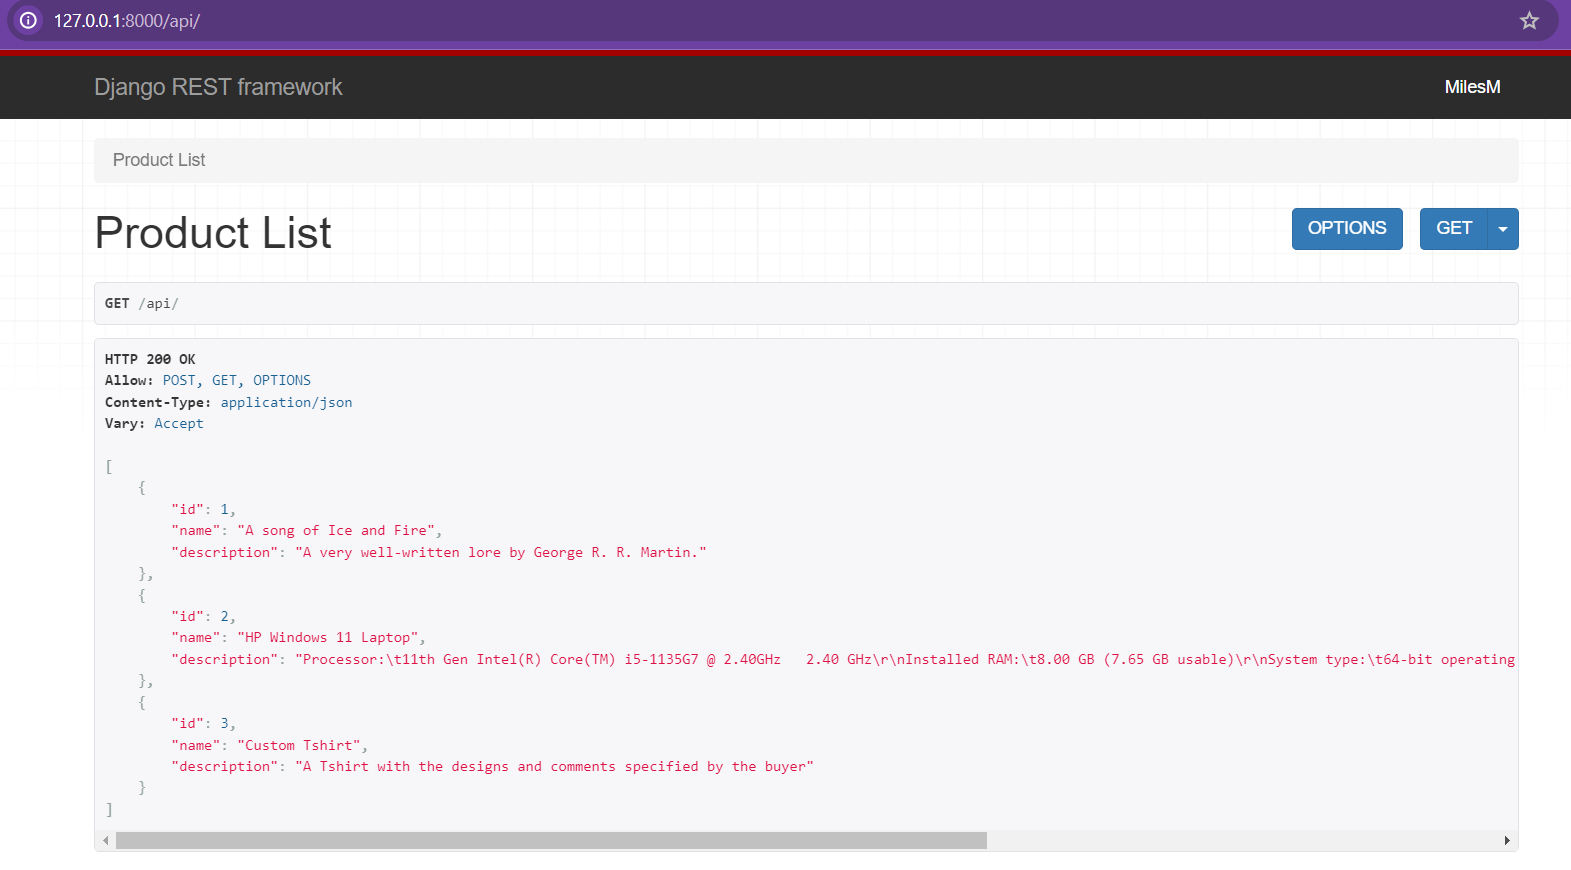 127.0.0.1:8000/api/
Django REST framework
MilesM
Product List
Product List
OPTIONS
GET
GET /api/
HTTP 200 OK
Allow: POST, GET, OPTIONS
Content-Type: application/json
Vary: Accept
[
    {
        "id": 1,
        "name": "A song of Ice and Fire",
        "description": "A very well-written lore by George R. R. Martin."
    },
    {
        "id": 2,
        "name": "HP Windows 11 Laptop",
        "description": "Processor:\t11th Gen Intel(R) Core(TM) i5-1135G7 @ 2.40GHz   2.40 GHz\r\nInstalled RAM:\t8.00 GB (7.65 GB usable)\r\nSystem type:\t64-bit operating
    },
    {
        "id": 3,
        "name": "Custom Tshirt",
        "description": "A Tshirt with the designs and comments specified by the buyer"
    }
]